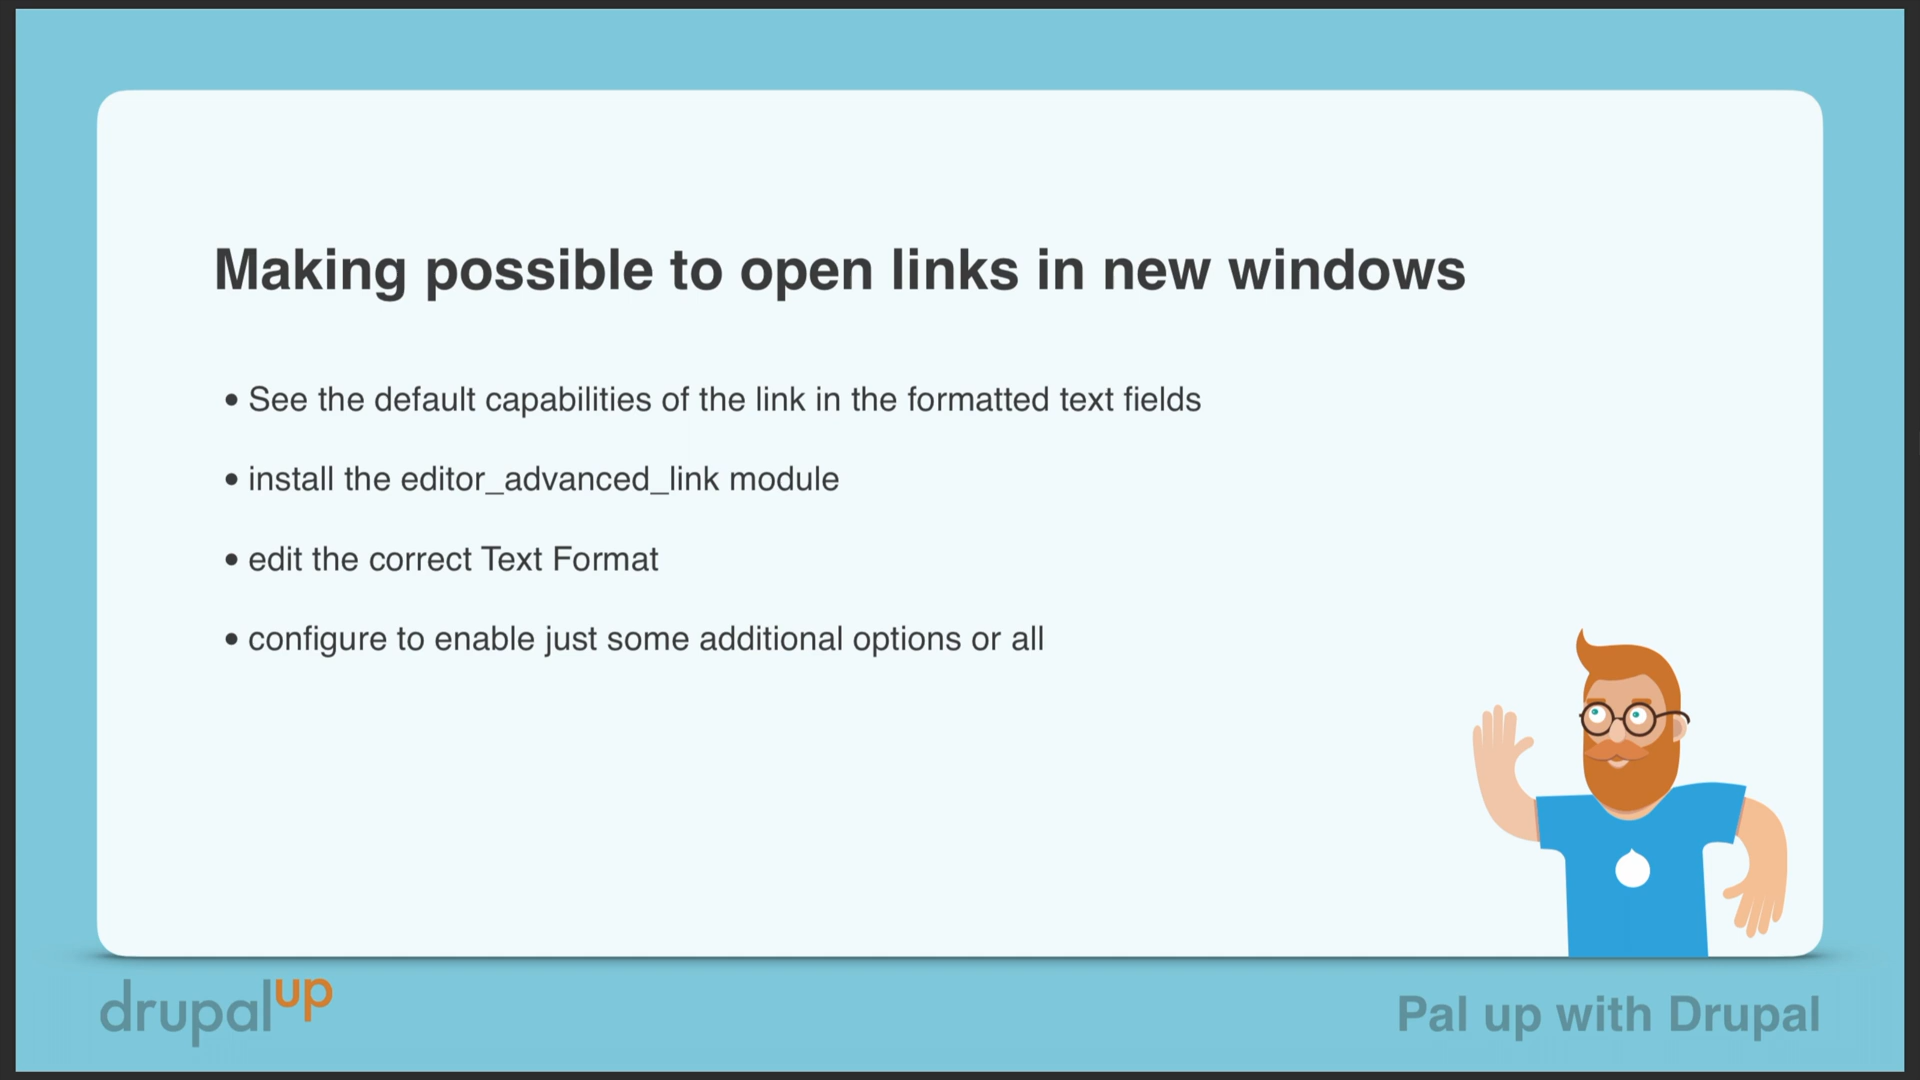 Making possible to open links in new windows
• See the default capabilities of the link in the formatted text fields
• install the editor_advanced_link module
• edit the correct Text Format
• configure to enable just some additional options or all
drupalup
Pal up with Drupal